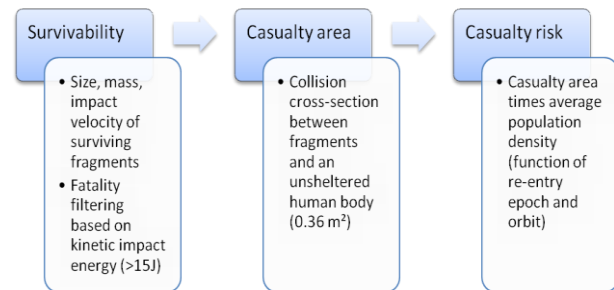 Survivability
• Size, mass,
impact
velocity of
surviving
fragments
• Fatality
filtering
based on
kinetic impact
energy (>15J)
Casualty area
• Collision
cross-section
between
fragments
and an
unsheltered
human body
(0.36 m²)
Casualty risk
• Casualty area
times average
population
density
(function of
re-entry
epoch and
orbit)